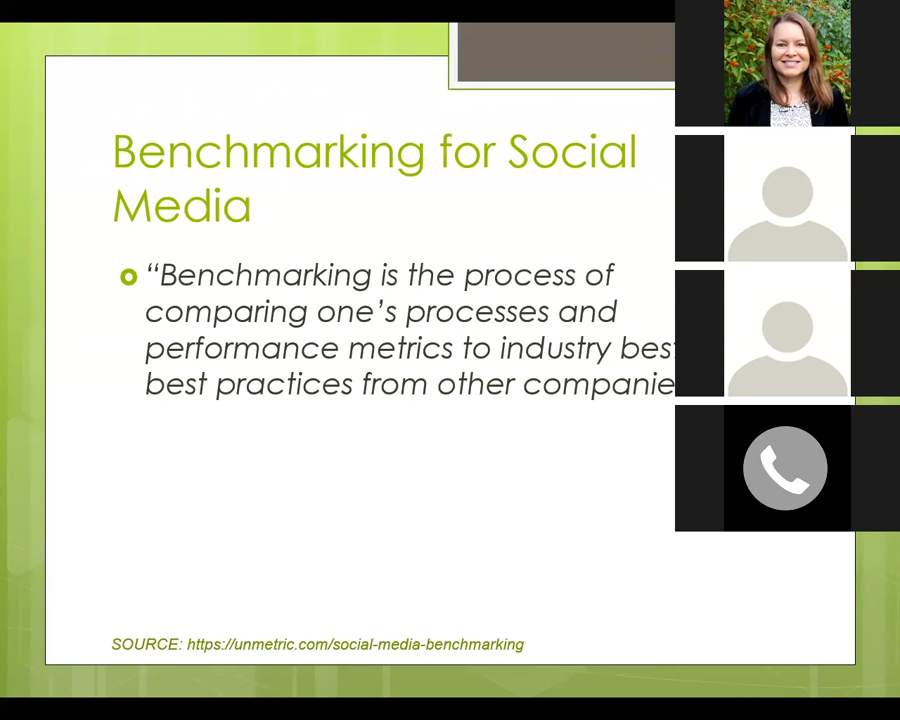 Benchmarking for Social
Media
“Benchmarking is the process of
comparing one’s processes and
performance metrics to industry
best practices from other
SOURCE: https://unmetric.com/social-media-benchmarking